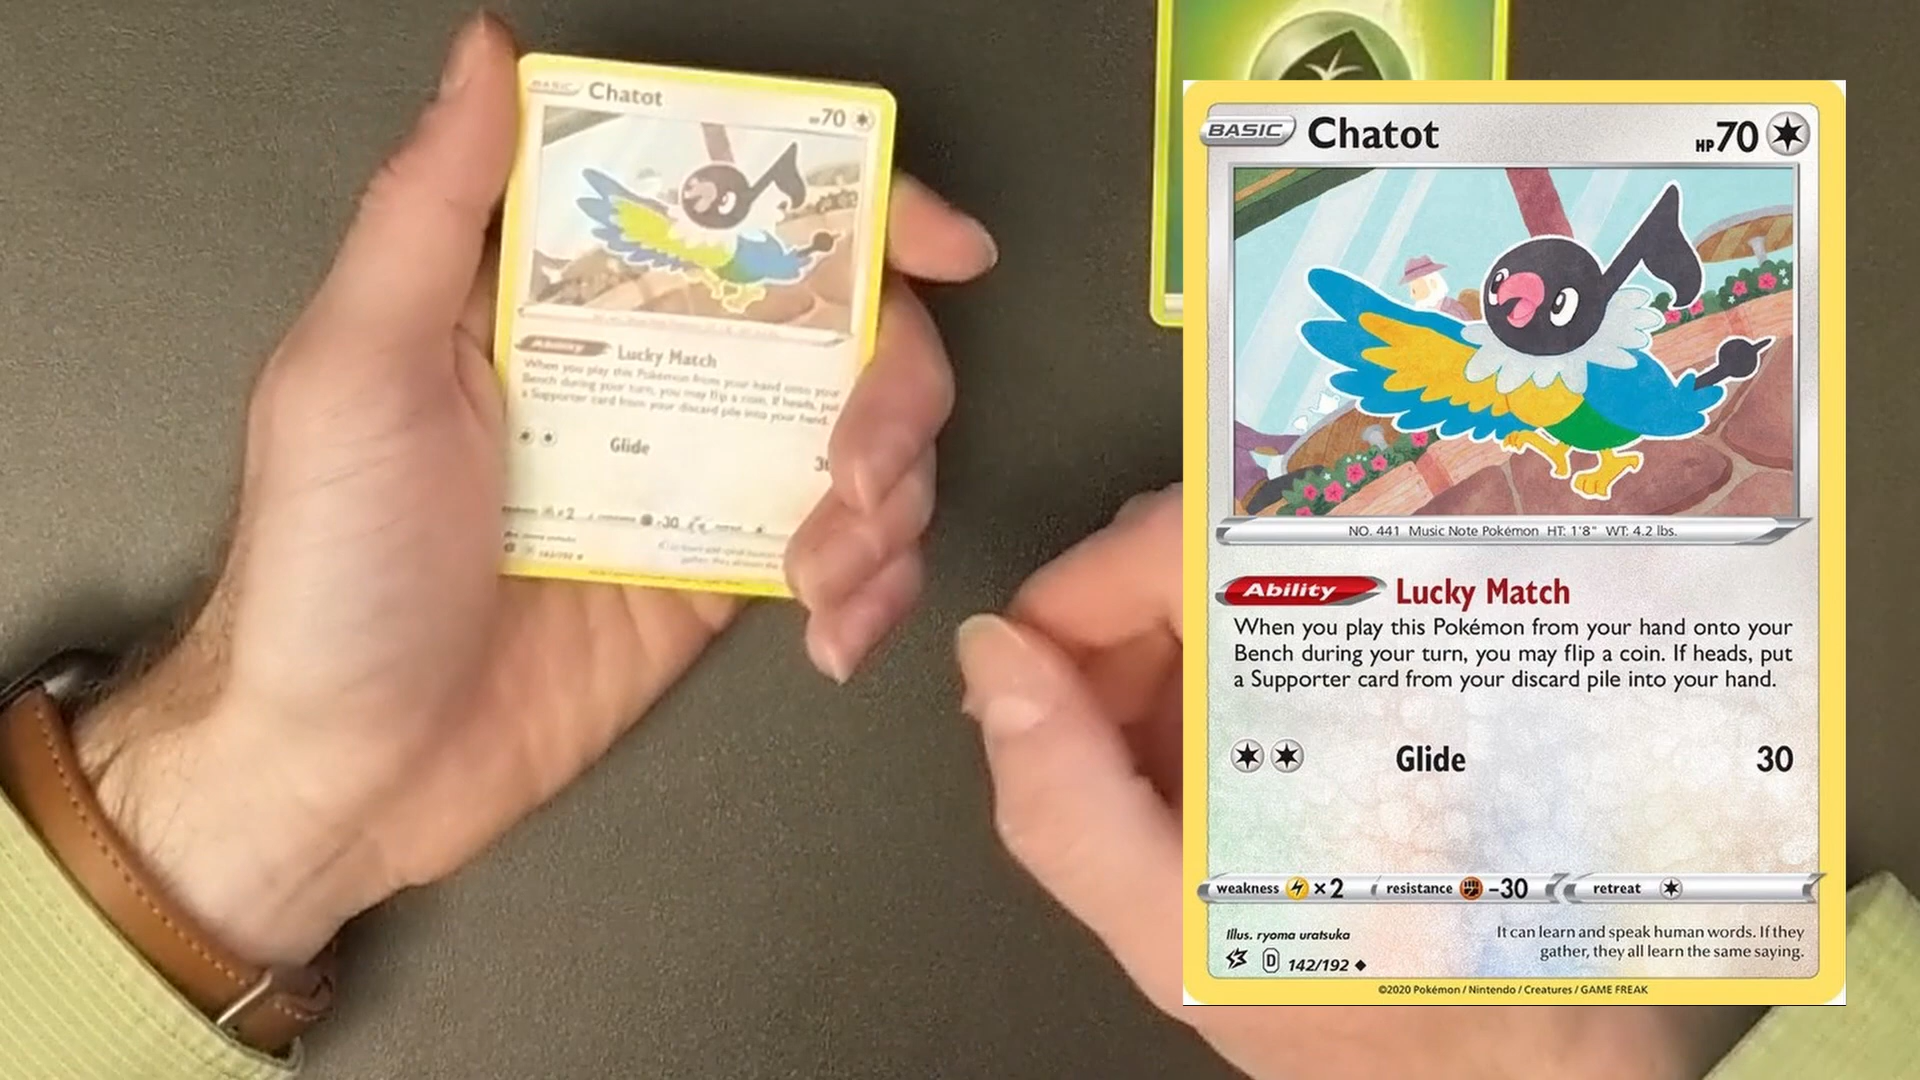 BASIC Chatot
HP70
Ability Lucky Match
When you play this Pokémon from your hand onto your
Bench during your turn, you may flip a coin. If heads, put
a Supporter card from your discard pile into your hand.
Glide
×2
-30
142/192
BASIC Chatot HP70
NO. 441 Music Note Pokémon HT: 1'8" WT: 4.2 lbs.
Ability Lucky Match
When you play this Pokémon from your hand onto your
Bench during your turn, you may flip a coin. If heads, put
a Supporter card from your discard pile into your hand.
Glide 30
weakness ×2 resistance -30 retreat
Illus. ryoma uratsuka
It can learn and speak human words. If they
gather, they all learn the same saying.
D 142/192
©2020 Pokémon / Nintendo / Creatures / GAME FREAK